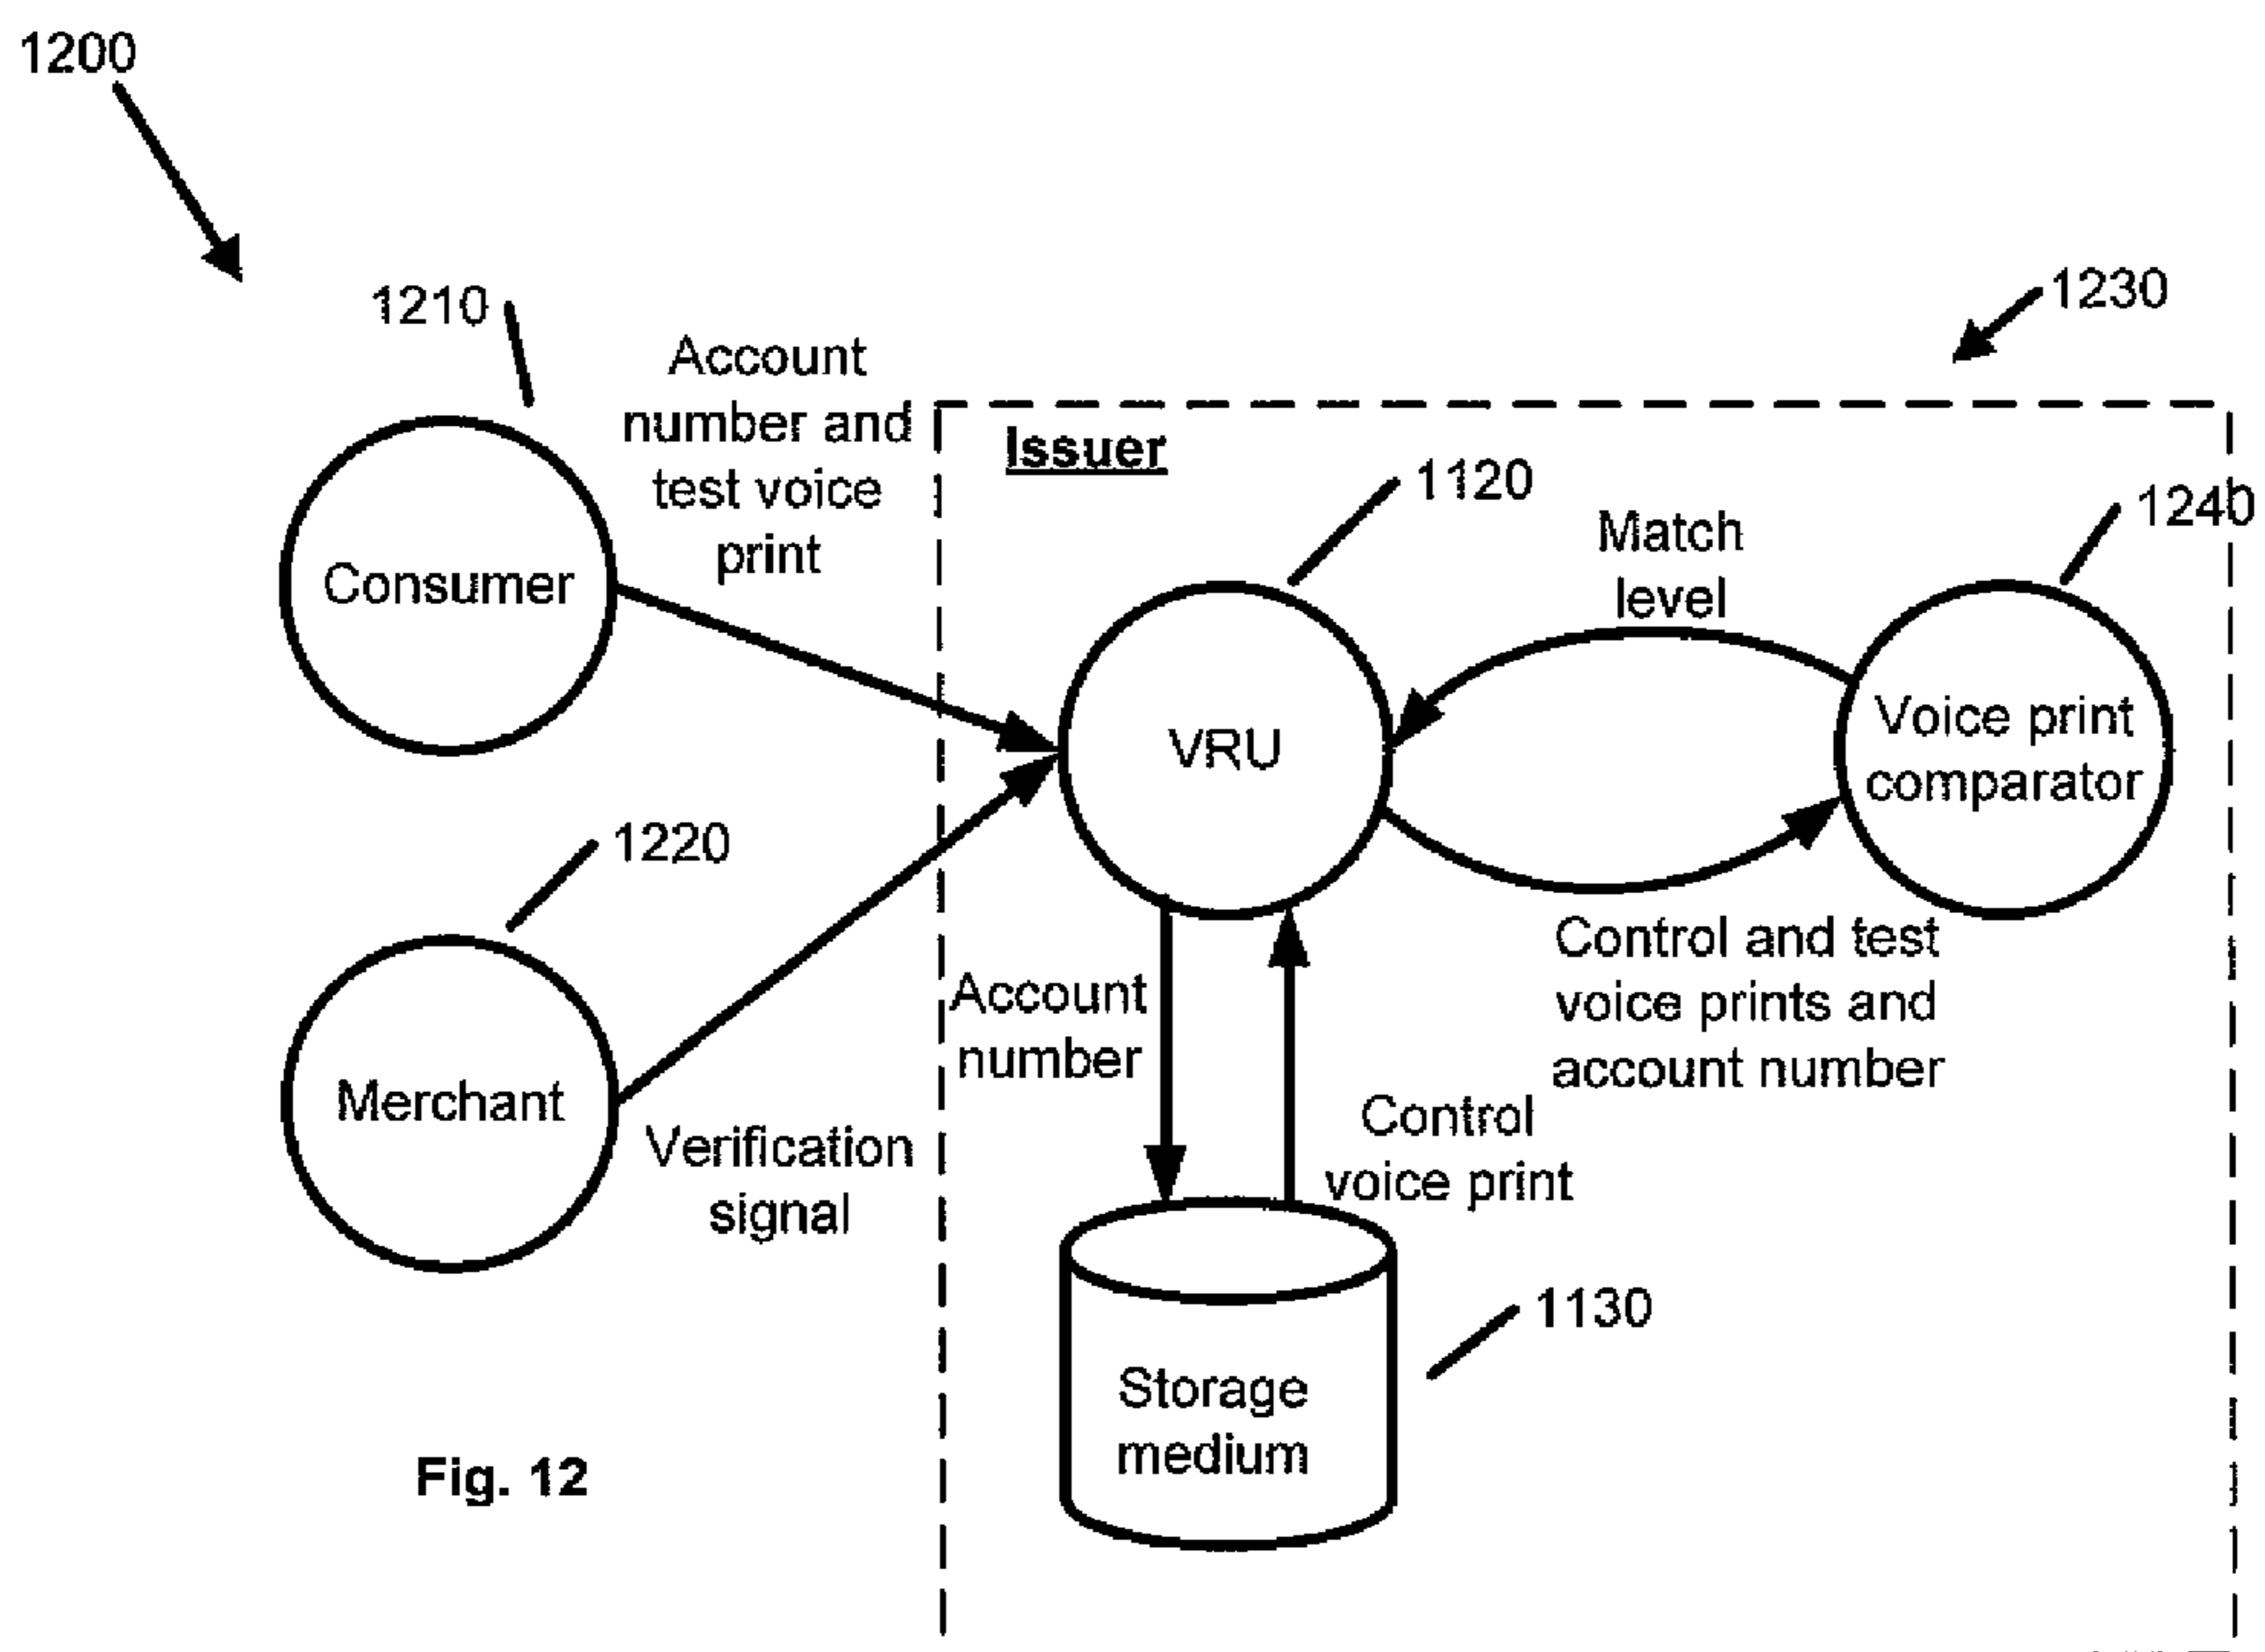 1200
1210
1230
Account
number and
test voice
print
Issuer
1120
1240
Match
level
Consumer
VRU
Voice print
comparator
1220
Control and test
voice prints and
account number
Account
number
Merchant
Verification
signal
Control
voice print
1130
Storage
medium
Fig. 12